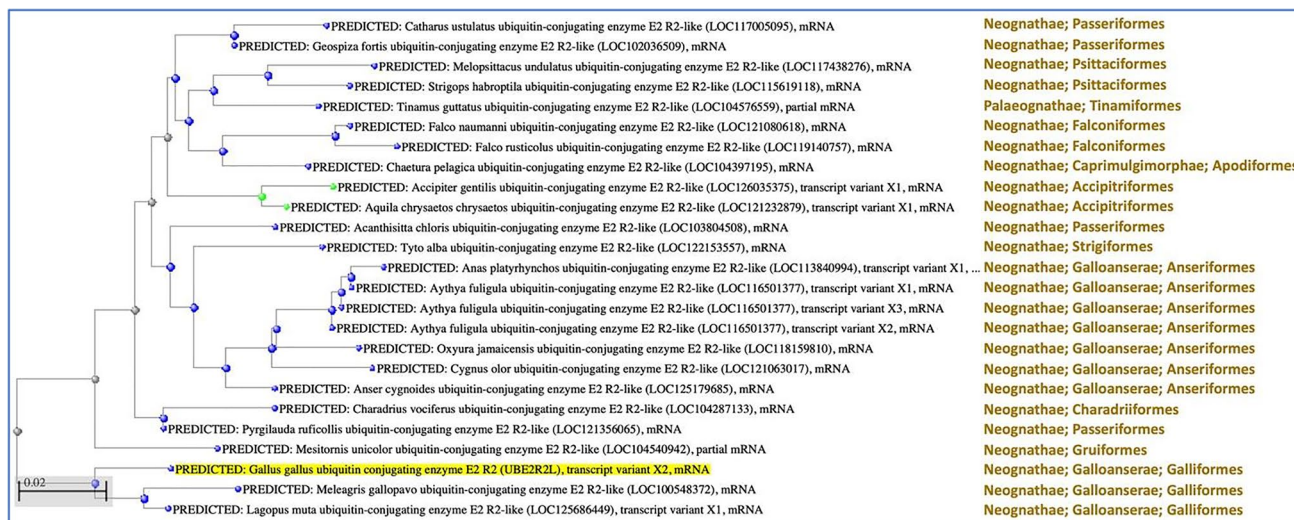 PREDICTED: Catharus ustulatus ubiquitin-conjugating enzyme E2 R2-like (LOC117005095), mRNA Neognathae; Passeriformes
PREDICTED: Geospiza fortis ubiquitin-conjugating enzyme E2 R2-like (LOC102036509), mRNA Neognathae; Passeriformes
PREDICTED: Melopsittacus undulatus ubiquitin-conjugating enzyme E2 R2-like (LOC117438276), mRNA Neognathae; Psittaciformes
PREDICTED: Strigops habroptila ubiquitin-conjugating enzyme E2 R2-like (LOC115619118), mRNA Neognathae; Psittaciformes
PREDICTED: Tinamus guttatus ubiquitin-conjugating enzyme E2 R2-like (LOC104576559), partial mRNA Palaeognathae; Tinamiformes
PREDICTED: Falco naumanni ubiquitin-conjugating enzyme E2 R2-like (LOC121080618), mRNA Neognathae; Falconiformes
PREDICTED: Falco rusticolus ubiquitin-conjugating enzyme E2 R2-like (LOC119140757), mRNA Neognathae; Falconiformes
PREDICTED: Chaetura pelagica ubiquitin-conjugating enzyme E2 R2-like (LOC104397195), mRNA Neognathae; Caprimulgimorphae; Apodiformes
PREDICTED: Accipiter gentilis ubiquitin-conjugating enzyme E2 R2-like (LOC126035375), transcript variant X1, mRNA Neognathae; Accipitriformes
PREDICTED: Aquila chrysaetos chrysaetos ubiquitin-conjugating enzyme E2 R2-like (LOC121232879), transcript variant X1, mRNA Neognathae; Accipitriformes
PREDICTED: Acanthisitta chloris ubiquitin-conjugating enzyme E2 R2-like (LOC103804508), mRNA Neognathae; Passeriformes
PREDICTED: Tyto alba ubiquitin-conjugating enzyme E2 R2-like (LOC122153557), mRNA Neognathae; Strigiformes
PREDICTED: Anas platyrhynchos ubiquitin-conjugating enzyme E2 R2-like (LOC113840994), transcript variant X1, ... Neognathae; Galloanserae; Anseriformes
PREDICTED: Aythya fuligula ubiquitin-conjugating enzyme E2 R2-like (LOC116501377), transcript variant X1, mRNA Neognathae; Galloanserae; Anseriformes
PREDICTED: Aythya fuligula ubiquitin-conjugating enzyme E2 R2-like (LOC116501377), transcript variant X3, mRNA Neognathae; Galloanserae; Anseriformes
PREDICTED: Aythya fuligula ubiquitin-conjugating enzyme E2 R2-like (LOC116501377), transcript variant X2, mRNA Neognathae; Galloanserae; Anseriformes
PREDICTED: Oxyura jamaicensis ubiquitin-conjugating enzyme E2 R2-like (LOC118159810), mRNA Neognathae; Galloanserae; Anseriformes
PREDICTED: Cygnus olor ubiquitin-conjugating enzyme E2 R2-like (LOC121063017), mRNA Neognathae; Galloanserae; Anseriformes
PREDICTED: Anser cygnoides ubiquitin-conjugating enzyme E2 R2-like (LOC125179685), mRNA Neognathae; Galloanserae; Anseriformes
PREDICTED: Charadrius vociferus ubiquitin-conjugating enzyme E2 R2-like (LOC104287133), mRNA Neognathae; Charadriiformes
PREDICTED: Pyrgilauda ruficollis ubiquitin-conjugating enzyme E2 R2-like (LOC121356065), mRNA Neognathae; Passeriformes
PREDICTED: Mesitornis unicolor ubiquitin-conjugating enzyme E2 R2-like (LOC104540942), partial mRNA Neognathae; Gruiformes
PREDICTED: Gallus gallus ubiquitin conjugating enzyme E2 R2 (UBE2R2L), transcript variant X2, mRNA Neognathae; Galloanserae; Galliformes
0.02
PREDICTED: Meleagris gallopavo ubiquitin-conjugating enzyme E2 R2-like (LOC100548372), mRNA Neognathae; Galloanserae; Galliformes
PREDICTED: Lagopus muta ubiquitin-conjugating enzyme E2 R2-like (LOC125686449), transcript variant X1, mRNA Neognathae; Galloanserae; Galliformes